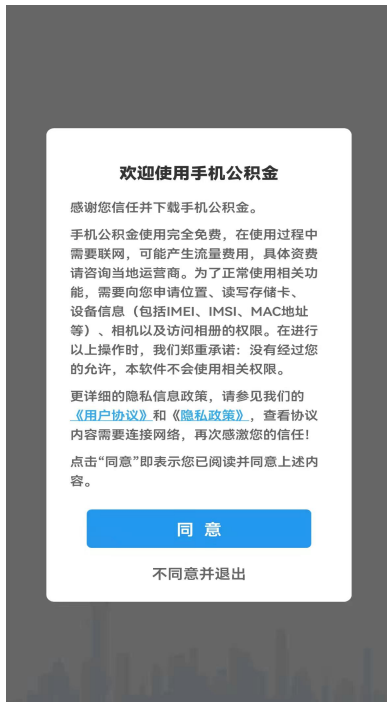 欢迎使用手机公积金
感谢您信任并下载手机公积金。
手机公积金使用完全免费，在使用过程中
需要联网，可能产生流量费用，具体资费
请咨询当地运营商。为了正常使用相关功
能，需要向您申请位置、读写存储卡、
设备信息（包括IMEI、IMSI、MAC地址
等）、相机以及访问相册的权限。在进行
以上操作时，我们郑重承诺：没有经过您
的允许，本软件不会使用相关权限。
更详细的隐私信息政策，请参见我们的
《用户协议》和《隐私政策》，查看协议
内容需要连接网络，再次感激您的信任！
点击“同意”即表示您已阅读并同意上述内
容。
同 意
不同意并退出